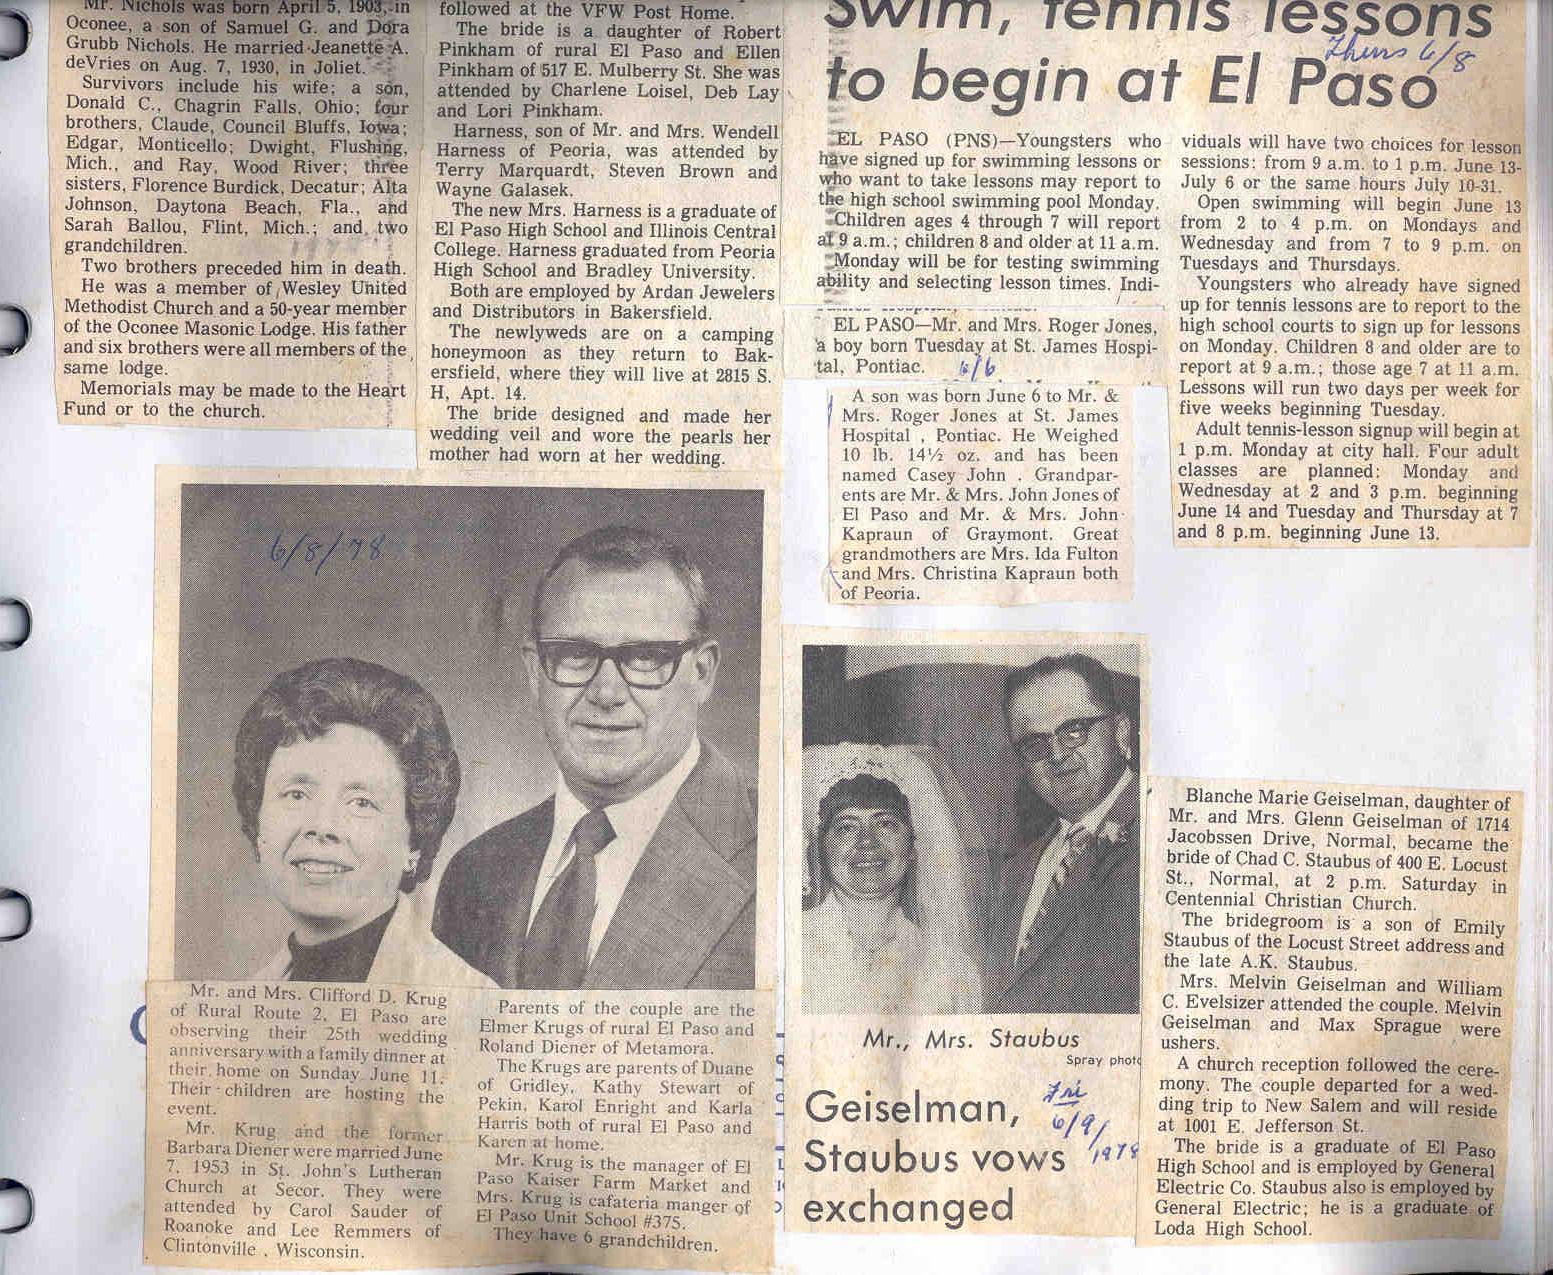 Mr. Nichols was born April 5, 1903, in
Oconee, a son of Samuel G. and Dora
Grubb Nichols. He married Jeanette A.
deVries on Aug. 7, 1930, in Joliet.
Survivors include his wife; a son,
Donald C., Chagrin Falls, Ohio; four
brothers, Claude, Council Bluffs, Iowa;
Edgar, Monticello; Dwight, Flushing,
Mich., and Ray, Wood River; three
sisters, Florence Burdick, Decatur; Alta
Johnson, Daytona Beach, Fla., and
Sarah Ballou, Flint, Mich.; and two
grandchildren.
Two brothers preceded him in death.
He was a member of Wesley United
Methodist Church and a 50-year member
of the Oconee Masonic Lodge. His father
and six brothers were all members of the
same lodge.
Memorials may be made to the Heart
Fund or to the church.
followed at the VFW Post Home.
The bride is a daughter of Robert
Pinkham of rural El Paso and Ellen
Pinkham of 517 E. Mulberry St. She was
attended by Charlene Loisel, Deb Lay
and Lori Pinkham.
Harness, son of Mr. and Mrs. Wendell
Harness of Peoria, was attended by
Terry Marquardt, Steven Brown and
Wayne Galasek.
The new Mrs. Harness is a graduate of
El Paso High School and Illinois Central
College. Harness graduated from Peoria
High School and Bradley University.
Both are employed by Ardan Jewelers
and Distributors in Bakersfield.
The newlyweds are on a camping
honeymoon as they return to Bak-
ersfield, where they will live at 2815 S.
H, Apt. 14.
The bride designed and made her
wedding veil and wore the pearls her
mother had worn at her wedding.
Swim, tennis lessons
to begin at El Paso
Thurs 6/8
EL PASO (PNS)—Youngsters who
have signed up for swimming lessons or
who want to take lessons may report to
the high school swimming pool Monday.
Children ages 4 through 7 will report
at 9 a.m.; children 8 and older at 11 a.m.
Monday will be for testing swimming
ability and selecting lesson times. Indi-
viduals will have two choices for lesson
sessions: from 9 a.m. to 1 p.m. June 13-
July 6 or the same hours July 10-31.
Open swimming will begin June 13
from 2 to 4 p.m. on Mondays and
Wednesday and from 7 to 9 p.m. on
Tuesdays and Thursdays.
Youngsters who already have signed
up for tennis lessons are to report to the
high school courts to sign up for lessons
on Monday. Children 8 and older are to
report at 9 a.m.; those age 7 at 11 a.m.
Lessons will run two days per week for
five weeks beginning Tuesday.
Adult tennis-lesson signup will begin at
1 p.m. Monday at city hall. Four adult
classes are planned: Monday and
Wednesday at 2 and 3 p.m. beginning
June 14 and Tuesday and Thursday at 7
and 8 p.m. beginning June 13.
EL PASO—Mr. and Mrs. Roger Jones,
a boy born Tuesday at St. James Hospi-
tal, Pontiac.
6/6
A son was born June 6 to Mr. &
Mrs. Roger Jones at St. James
Hospital , Pontiac. He Weighed
10 lb. 14½ oz. and has been
named Casey John . Grandpar-
ents are Mr. & Mrs. John Jones of
El Paso and Mr. & Mrs. John
Kapraun of Graymont. Great
grandmothers are Mrs. Ida Fulton
and Mrs. Christina Kapraun both
of Peoria.
6/8/78
Mr. and Mrs. Clifford D. Krug
of Rural Route 2, El Paso are
observing their 25th wedding
anniversary with a family dinner at
their home on Sunday June 11.
Their children are hosting the
event.
Mr. Krug and the former
Barbara Diener were married June
7, 1953 in St. John's Lutheran
Church at Secor. They were
attended by Carol Sauder of
Roanoke and Lee Remmers of
Clintonville , Wisconsin.
Parents of the couple are the
Elmer Krugs of rural El Paso and
Roland Diener of Metamora.
The Krugs are parents of Duane
of Gridley, Kathy Stewart of
Pekin, Karol Enright and Karla
Harris both of rural El Paso and
Karen at home.
Mr. Krug is the manager of El
Paso Kaiser Farm Market and
Mrs. Krug is cafateria manger of
El Paso Unit School #375.
They have 6 grandchildren.
Mr., Mrs. Staubus
Spray photo
Geiselman,
Staubus vows
exchanged
Fri
6/9/
1978
Blanche Marie Geiselman, daughter of
Mr. and Mrs. Glenn Geiselman of 1714
Jacobssen Drive, Normal, became the
bride of Chad C. Staubus of 400 E. Locust
St., Normal, at 2 p.m. Saturday in
Centennial Christian Church.
The bridegroom is a son of Emily
Staubus of the Locust Street address and
the late A.K. Staubus.
Mrs. Melvin Geiselman and William
C. Evelsizer attended the couple. Melvin
Geiselman and Max Sprague were
ushers.
A church reception followed the cere-
mony. The couple departed for a wed-
ding trip to New Salem and will reside
at 1001 E. Jefferson St.
The bride is a graduate of El Paso
High School and is employed by General
Electric Co. Staubus also is employed by
General Electric; he is a graduate of
Loda High School.